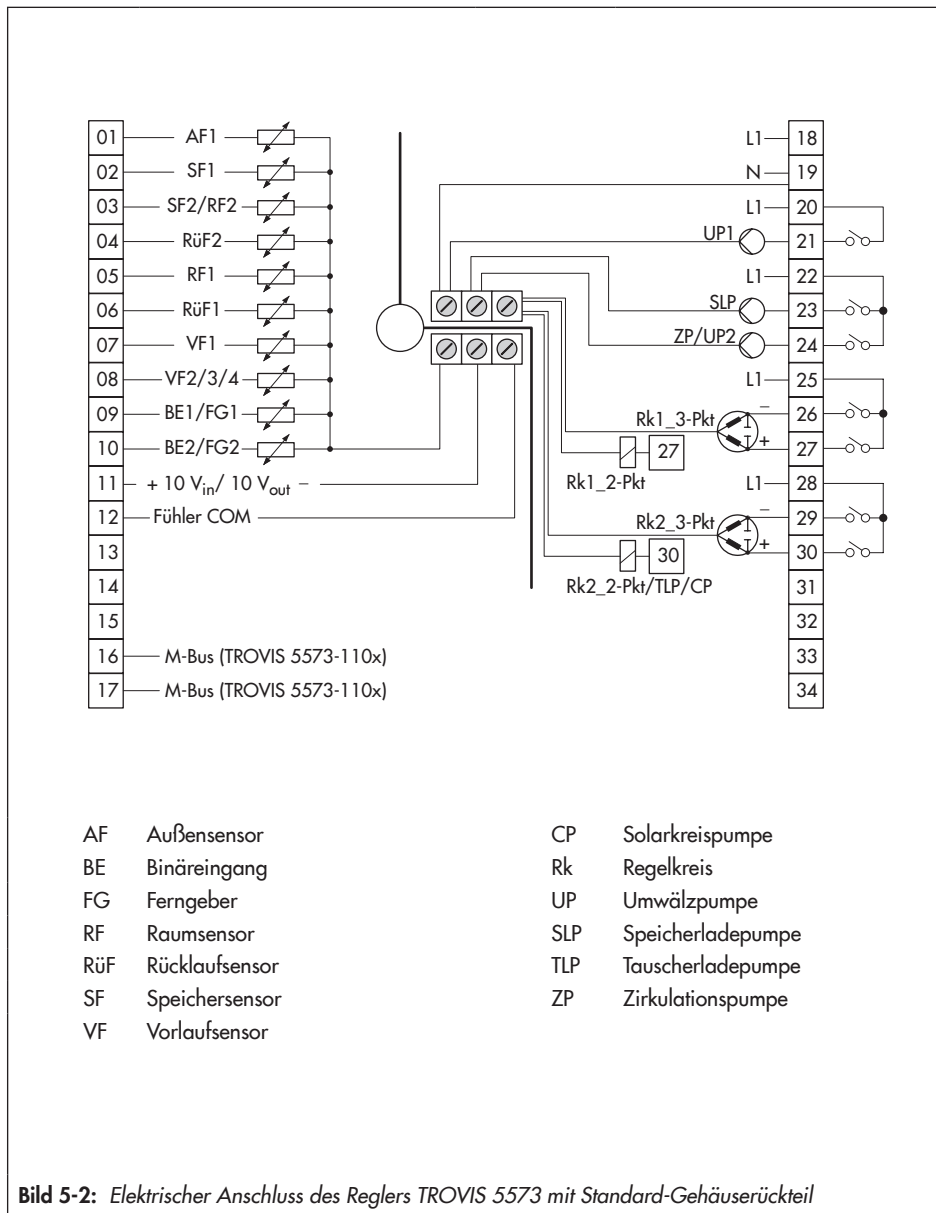 01 AF1 L1 18
02 SF1 N 19
03 SF2/RF2 L1 20
04 RüF2 UP1 21
05 RF1 L1 22
06 RüF1 SLP 23
07 VF1 ZP/UP2 24
08 VF2/3/4 L1 25
09 BE1/FG1 Rk1_3-Pkt − 26
10 BE2/FG2 27 + 27
Rk1_2-Pkt
11 + 10 Vin/ 10 Vout − L1 28
12 Fühler COM Rk2_3-Pkt − 29
13 30 + 30
Rk2_2-Pkt/TLP/CP
14 31
15 32
16 M-Bus (TROVIS 5573-110x) 33
17 M-Bus (TROVIS 5573-110x) 34
AF Außensensor
BE Binäreingang
FG Ferngeber
RF Raumsensor
RüF Rücklaufsensor
SF Speichersensor
VF Vorlaufsensor
CP Solarkreispumpe
Rk Regelkreis
UP Umwälzpumpe
SLP Speicherladepumpe
TLP Tauscherladepumpe
ZP Zirkulationspumpe
Bild 5-2: Elektrischer Anschluss des Reglers TROVIS 5573 mit Standard-Gehäuserückteil